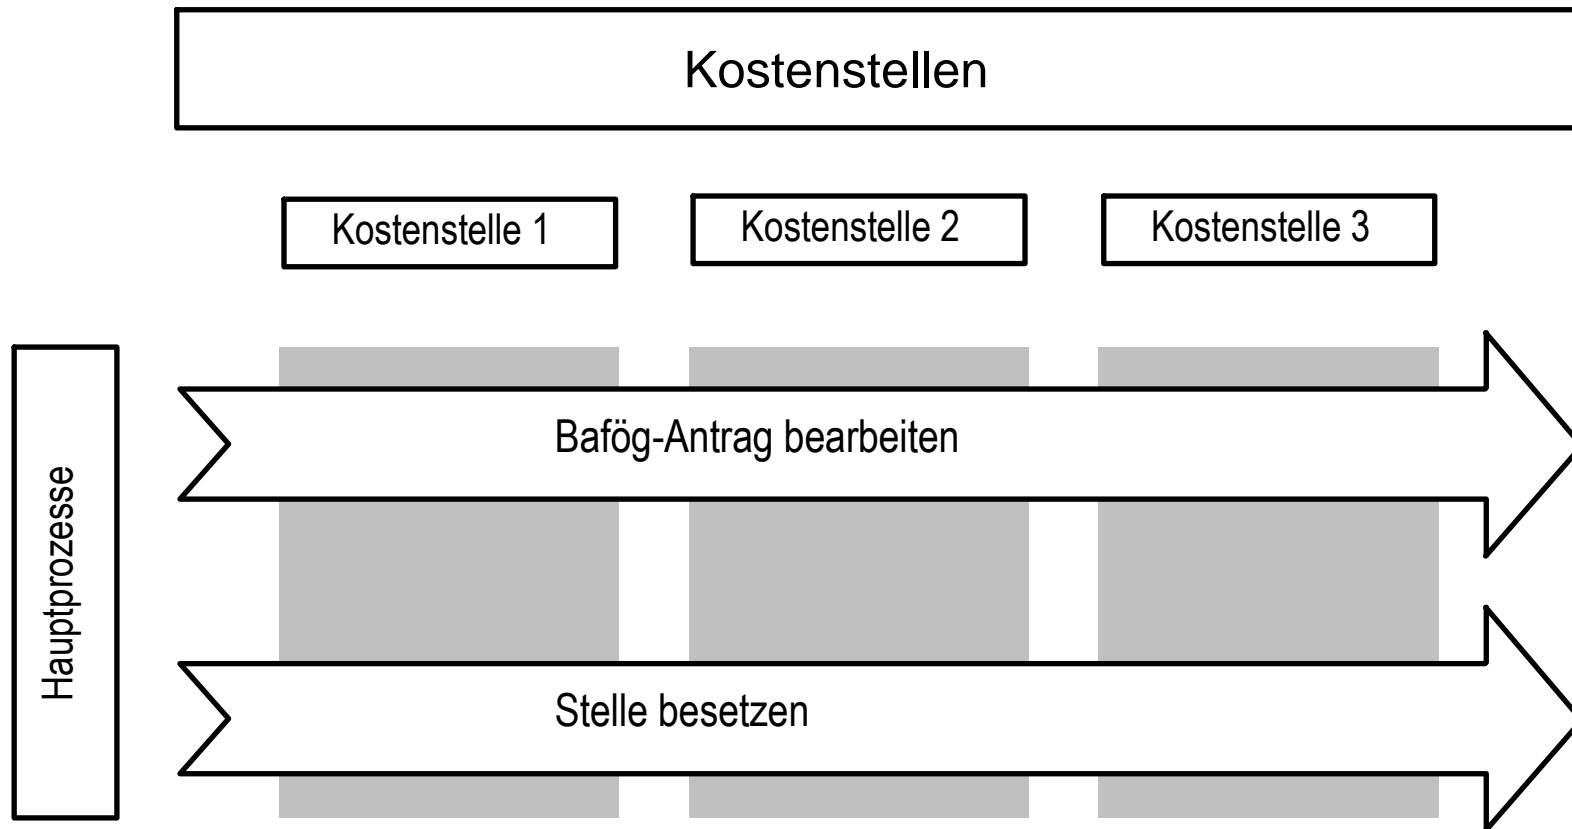 Kostenstellen
Kostenstelle 1
Kostenstelle 2
Kostenstelle 3
Hauptprozesse
Bafög-Antrag bearbeiten
Stelle besetzen